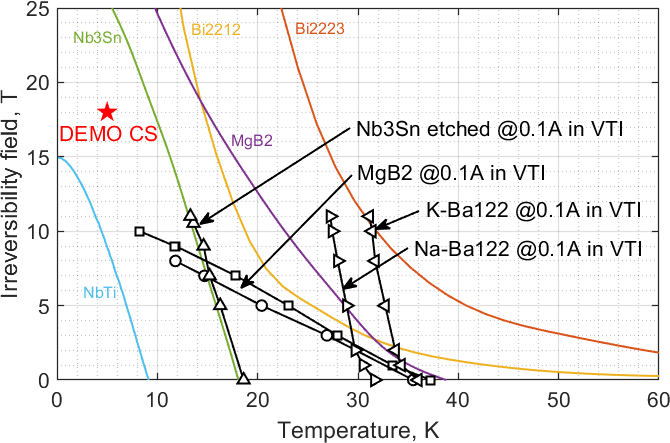 25
20
15
10
5
0
0
10
20
30
40
50
60
Irreversibility field, T
Temperature, K
Nb3Sn
Bi2212
Bi2223
DEMO CS
MgB2
NbTi
Nb3Sn etched @0.1A in VTI
MgB2 @0.1A in VTI
K-Ba122 @0.1A in VTI
Na-Ba122 @0.1A in VTI